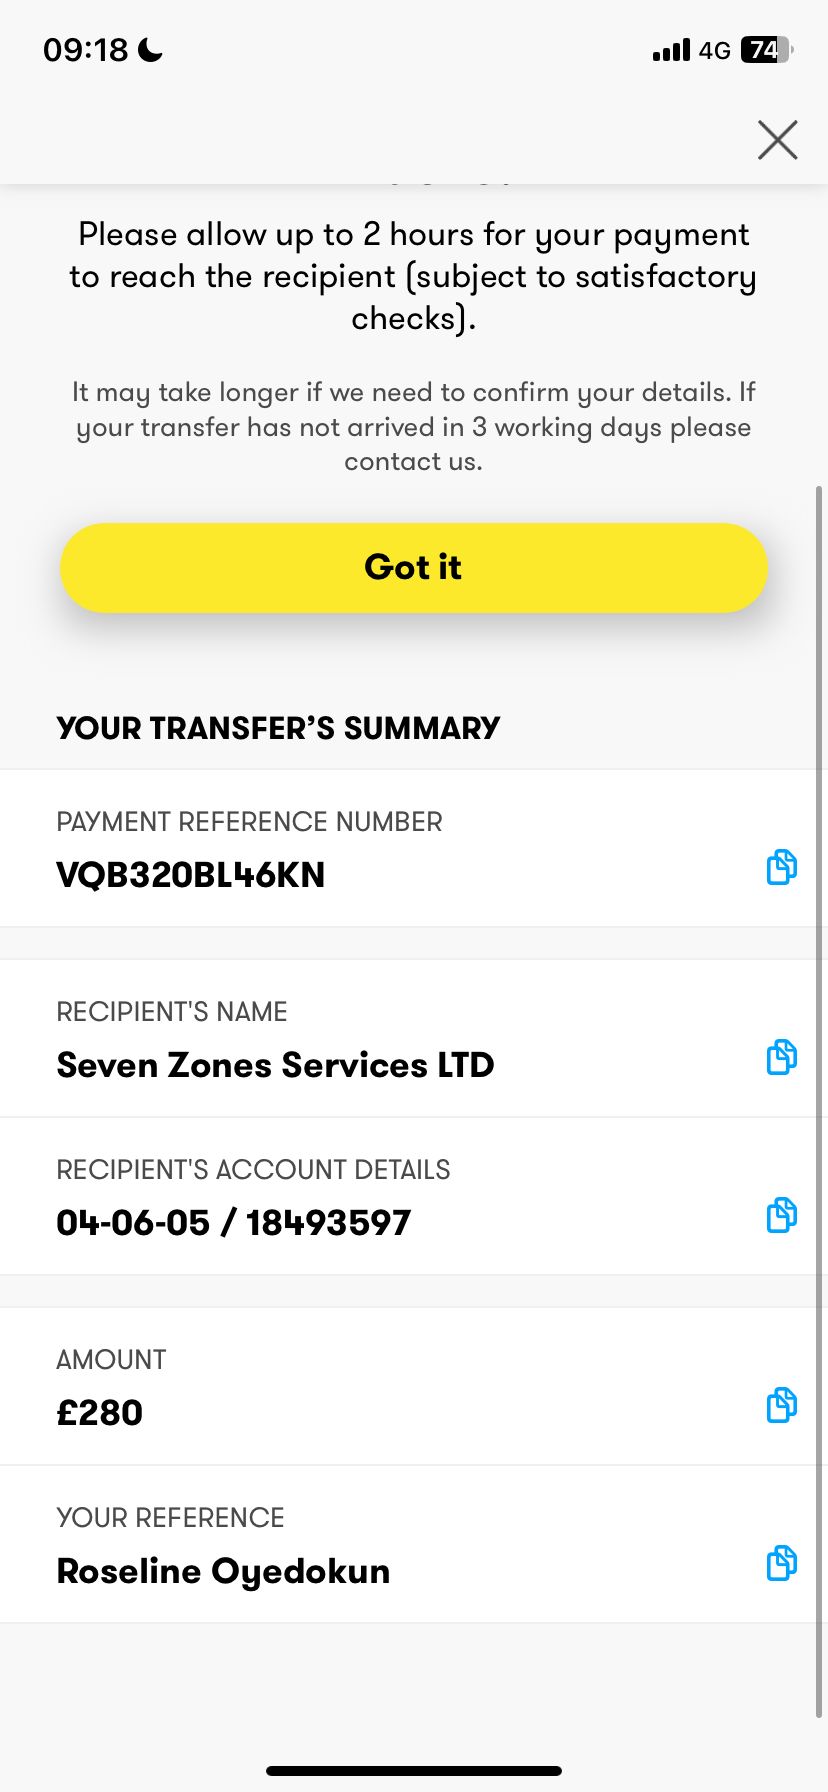 09:18
4G
74
Please allow up to 2 hours for your payment
to reach the recipient (subject to satisfactory
checks).
It may take longer if we need to confirm your details. If
your transfer has not arrived in 3 working days please
contact us.
Got it
YOUR TRANSFER’S SUMMARY
PAYMENT REFERENCE NUMBER
VQB320BL46KN
RECIPIENT'S NAME
Seven Zones Services LTD
RECIPIENT'S ACCOUNT DETAILS
04-06-05 / 18493597
AMOUNT
£280
YOUR REFERENCE
Roseline Oyedokun